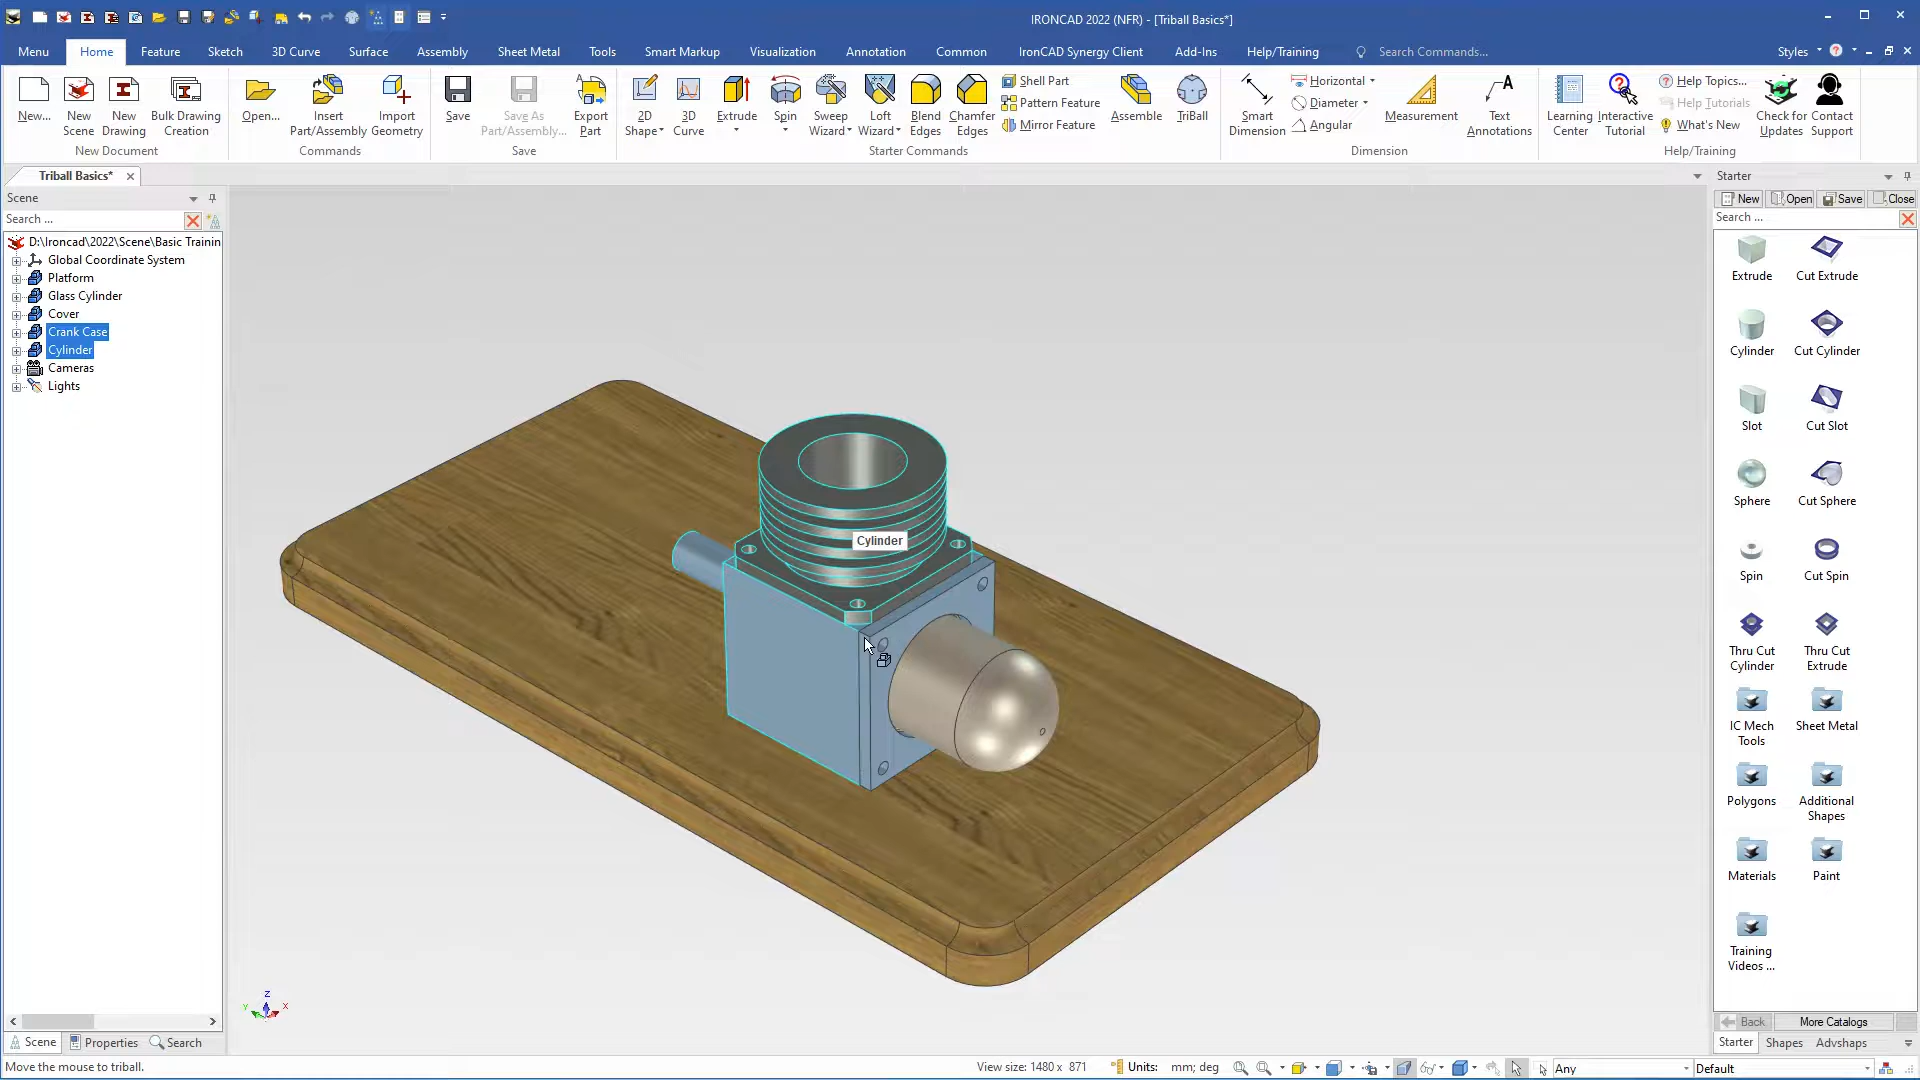 IRONCAD 2022 (NFR) - [Triball Basics*]
Menu Home Feature Sketch 3D Curve Surface Assembly Sheet Metal Tools Smart Markup Visualization Annotation Common IronCAD Synergy Client Add-Ins Help/Training Search Commands... Styles
New... New Scene New Drawing Bulk Drawing Creation
New Document
Open... Insert Part/Assembly Import Geometry
Commands
Save Save As Part/Assembly... Export Part
Save
2D Shape 3D Curve Extrude Spin Sweep Wizard Loft Wizard Blend Edges Chamfer Edges
Shell Part
Pattern Feature
Mirror Feature
Assemble TriBall
Starter Commands
Smart Dimension
Horizontal
Diameter
Angular
Measurement Text Annotations
Dimension
Learning Center Interactive Tutorial
Help Topics...
Help Tutorials
What's New
Check for Updates Contact Support
Help/Training
Triball Basics*
Scene
Search ...
D:\Ironcad\2022\Scene\Basic Trainin
Global Coordinate System
Platform
Glass Cylinder
Cover
Crank Case
Cylinder
Cameras
Lights
Scene Properties Search
Cylinder
Z
Y X
Starter
New Open Save Close
Search ...
Extrude Cut Extrude
Cylinder Cut Cylinder
Slot Cut Slot
Sphere Cut Sphere
Spin Cut Spin
Thru Cut Cylinder Thru Cut Extrude
IC Mech Tools Sheet Metal
Polygons Additional Shapes
Materials Paint
Training Videos ...
Back More Catalogs
Starter Shapes Advshaps
Move the mouse to triball.
View size: 1480 x 871 Units: mm; deg Any Default